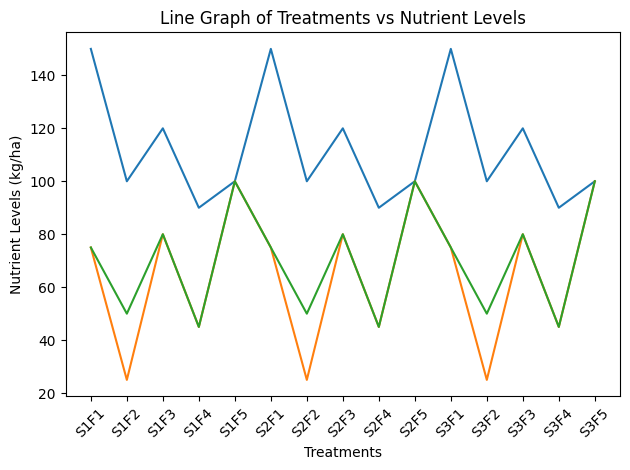 Line Graph of Treatments vs Nutrient Levels
Nutrient Levels (kg/ha)
140
120
100
80
60
40
20
S1F1 S1F2 S1F3 S1F4 S1F5 S2F1 S2F2 S2F3 S2F4 S2F5 S3F1 S3F2 S3F3 S3F4 S3F5
Treatments